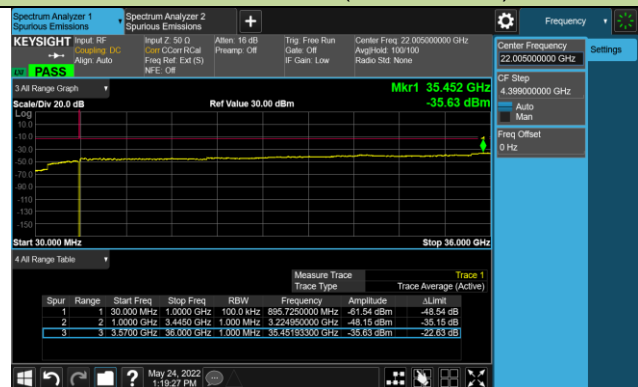 Spectrum Analyzer 1
Spurious Emissions
Spectrum Analyzer 2
Spurious Emissions
Frequency
KEYSIGHT
Input: RF
Coupling: DC
Align: Auto
Input Z: 50 Ω
Corr CCorr RCal
Freq Ref: Ext (S)
NFE: Off
Atten: 16 dB
Preamp: Off
Trig: Free Run
Gate: Off
IF Gain: Low
Center Freq: 22.005000000 GHz
Avg|Hold: 100/100
Radio Std: None
PASS
Center Frequency
22.005000000 GHz
Settings
CF Step
4.399000000 GHz
Auto
Man
Freq Offset
0 Hz
3 All Range Graph
Mkr1 35.452 GHz
Scale/Div 20.0 dB
Ref Value 30.00 dBm
-35.63 dBm
Log
10.0
-10.0
-30.0
-50.0
-70.0
-90.0
-110
-130
-150
1
Start 30.000 MHz
Stop 36.000 GHz
4 All Range Table
Measure Trace Trace 1
Trace Type Trace Average (Active)
Spur Range Start Freq Stop Freq RBW Frequency Amplitude ΔLimit
1 1 30.000 MHz 1.0000 GHz 100.0 kHz 895.7250000 MHz -61.54 dBm -48.54 dB
2 2 1.0000 GHz 3.4450 GHz 1.000 MHz 3.224950000 GHz -48.15 dBm -35.15 dB
3 3 3.5700 GHz 36.000 GHz 1.000 MHz 35.45193300 GHz -35.63 dBm -22.63 dB
May 24, 2022
1:19:27 PM